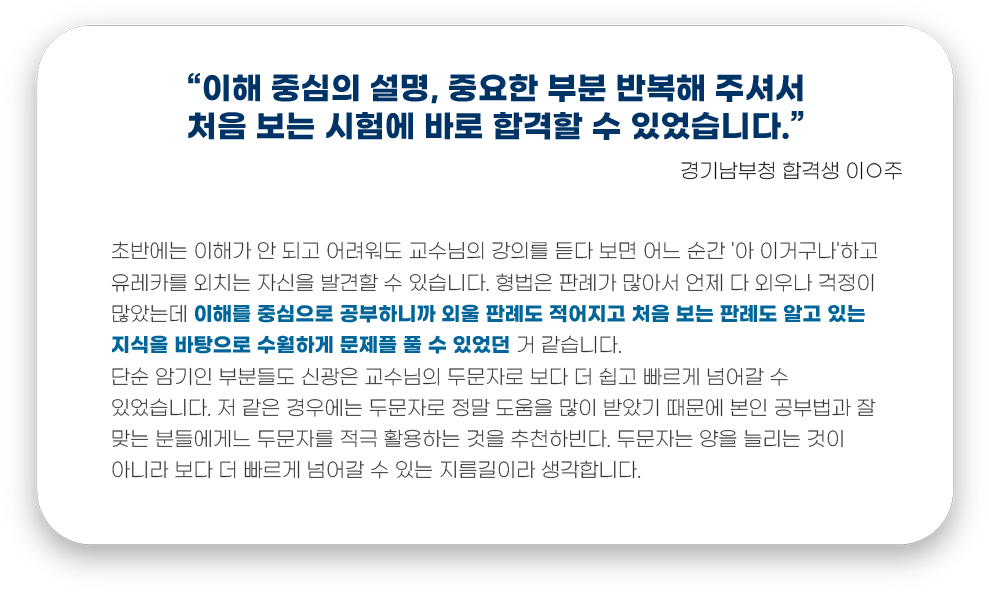 “이해 중심의 설명, 중요한 부분 반복해 주셔서
처음 보는 시험에 바로 합격할 수 있었습니다.”
경기남부청 합격생 이○주
초반에는 이해가 안 되고 어려워도 교수님의 강의를 듣다 보면 어느 순간 '아 이거구나'하고
유레카를 외치는 자신을 발견할 수 있습니다. 형법은 판례가 많아서 언제 다 외우나 걱정이
많았는데 이해를 중심으로 공부하니까 외울 판례도 적어지고 처음 보는 판례도 알고 있는
지식을 바탕으로 수월하게 문제플 풀 수 있었던 거 같습니다.
단순 암기인 부분들도 신광은 교수님의 두문자로 보다 더 쉽고 빠르게 넘어갈 수
있었습니다. 저 같은 경우에는 두문자로 정말 도움을 많이 받았기 때문에 본인 공부법과 잘
맞는 분들에게느 두문자를 적극 활용하는 것을 추천하빈다. 두문자는 양을 늘리는 것이
아니라 보다 더 빠르게 넘어갈 수 있는 지름길이라 생각합니다.